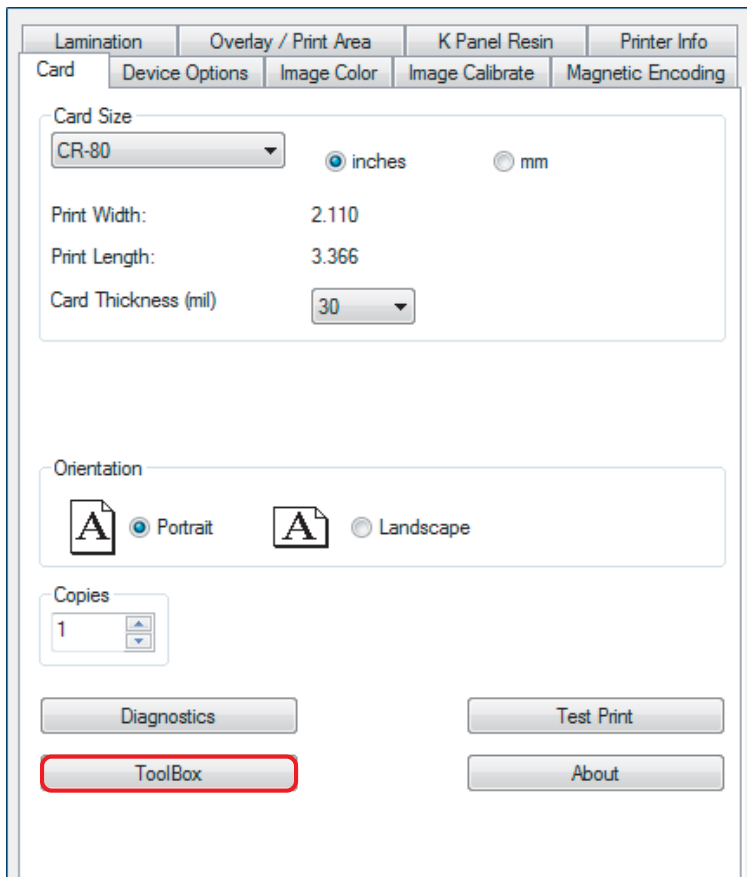 Lamination Overlay / Print Area K Panel Resin Printer Info
Card Device Options Image Color Image Calibrate Magnetic Encoding
Card Size
CR-80 inches mm
Print Width: 2.110
Print Length: 3.366
Card Thickness (mil) 30
Orientation
A Portrait A Landscape
Copies
1
Diagnostics Test Print
ToolBox About